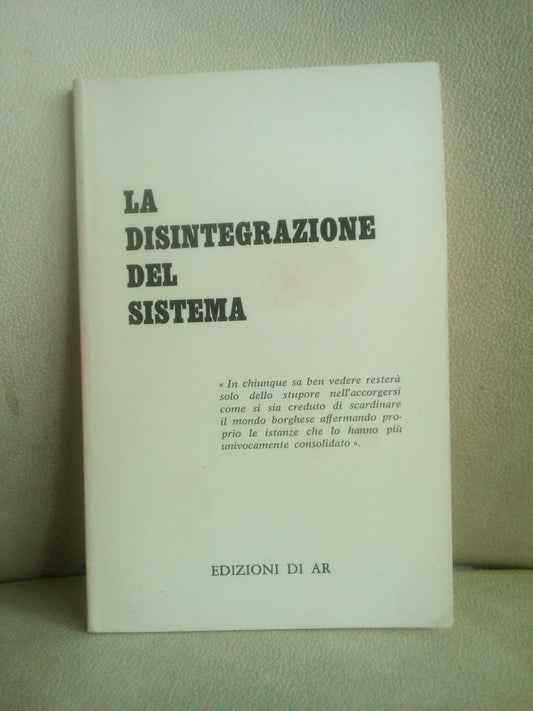 LA
DISINTEGRAZIONE
DEL
SISTEMA
« In chiunque sa ben vedere resterà
solo dello stupore nell'accorgersi
come si sia creduto di scardinare
il mondo borghese affermando pro-
prio le istanze che lo hanno più
univocamente consolidato ».
EDIZIONI DI AR